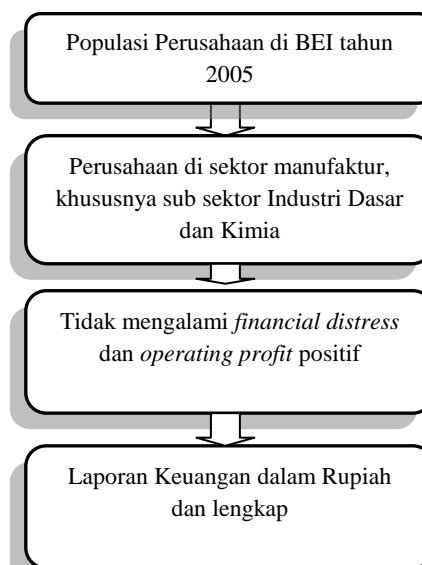 Populasi Perusahaan di BEI tahun
2005
Perusahaan di sektor manufaktur,
khususnya sub sektor Industri Dasar
dan Kimia
Tidak mengalami financial distress
dan operating profit positif
Laporan Keuangan dalam Rupiah
dan lengkap